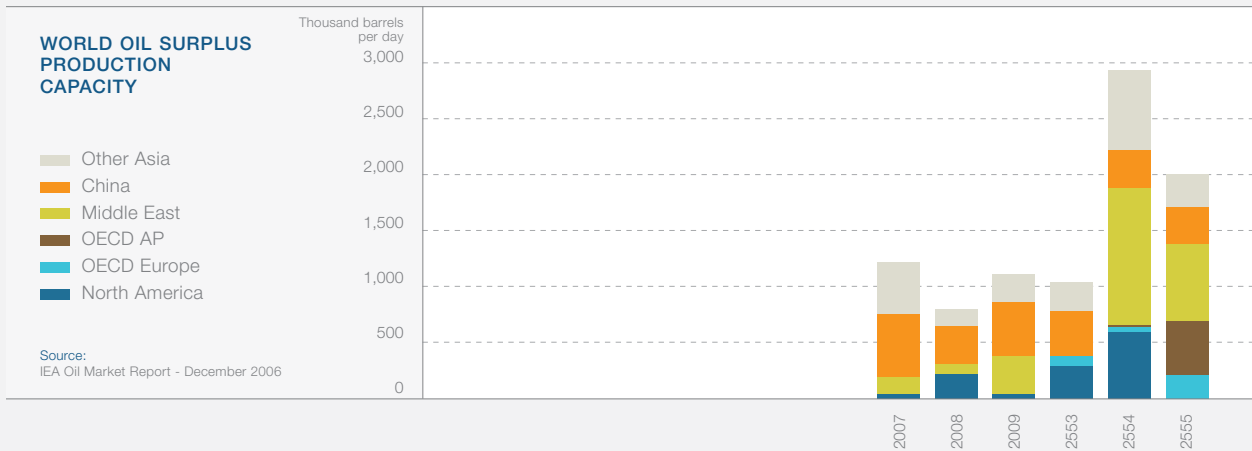 WORLD OIL SURPLUS
PRODUCTION
CAPACITY
Other Asia
China
Middle East
OECD AP
OECD Europe
North America
Source:
IEA Oil Market Report - December 2006
Thousand barrels
per day
3,000
2,500
2,000
1,500
1,000
500
0
2007
2008
2009
2553
2554
2555